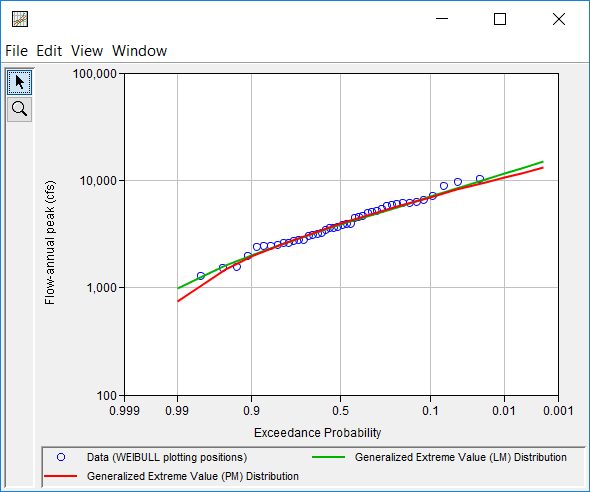 File Edit View Window
100,000
10,000
1,000
100
Flow-annual peak (cfs)
0.999 0.99 0.9 0.5 0.1 0.01 0.001
Exceedance Probability
Data (WEIBULL plotting positions) Generalized Extreme Value (LM) Distribution
Generalized Extreme Value (PM) Distribution